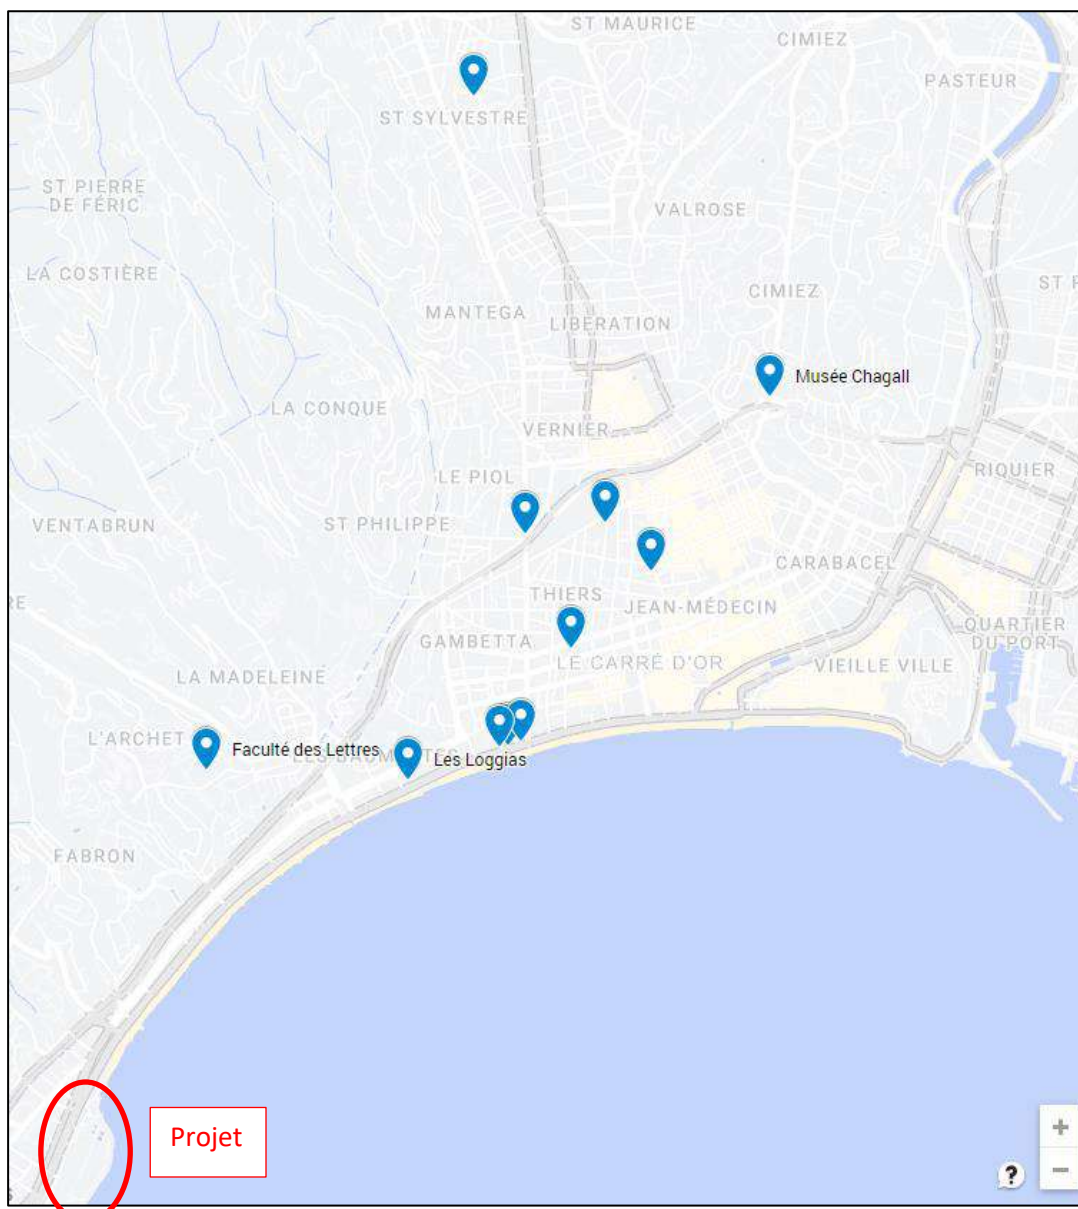 ST MAURICE
CIMIEZ
PASTEUR
ST SYLVESTRE
ST PIERRE
DE FÉRIC
VALROSE
LA COSTIÈRE
CIMIEZ
MANTEGA
LIBERATION
Musée Chagall
LA CONQUE
VERNIER
LE PIOL
RIQUIER
VENTABRUN
ST PHILIPPE
CARABACEL
THIERS
JEAN-MÉDECIN
QUARTIER
DU PORT
GAMBETTA
LE CARRÉ D'OR
VIEILLE VILLE
LA MADELEINE
L'ARCHET
Faculté des Lettres
Les Loggias
FABRON
Projet
+
?
−